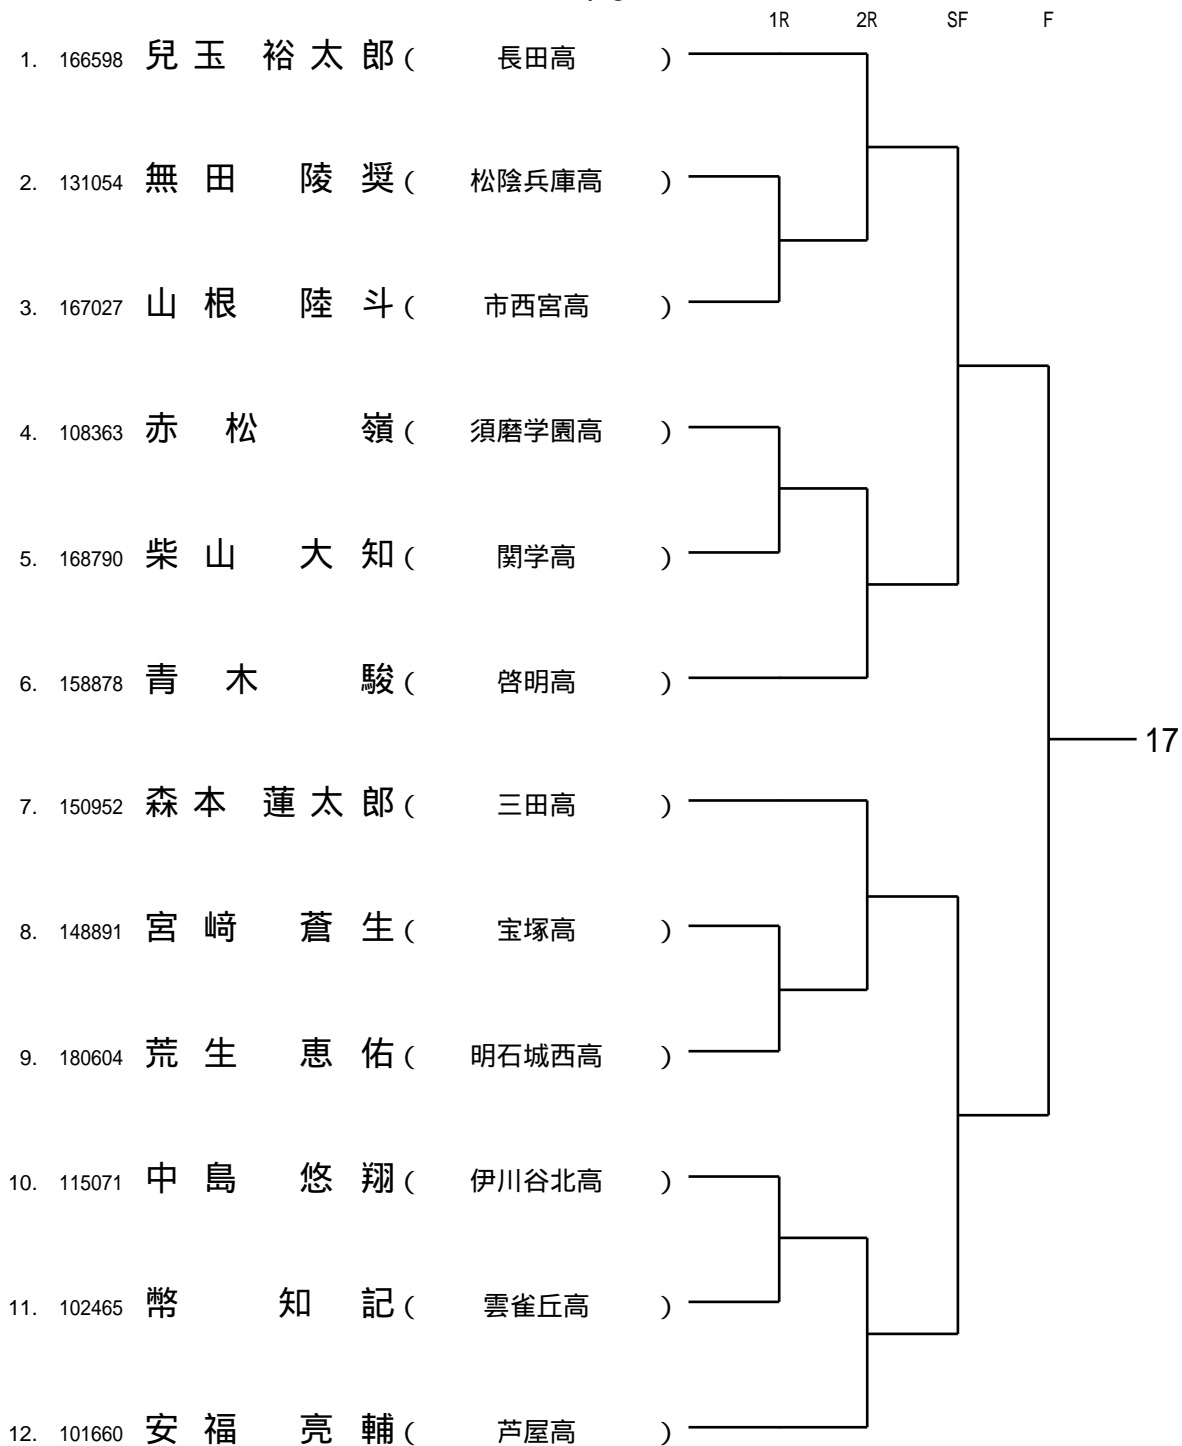 1R 2R SF F
1. 166598 兒玉 裕太郎 ( 長田高 )
2. 131054 無田 陵奨 ( 松陰兵庫高 )
3. 167027 山根 陸斗 ( 市西宮高 )
4. 108363 赤松 嶺 ( 須磨学園高 )
5. 168790 柴山 大知 ( 関学高 )
6. 158878 青木 駿 ( 啓明高 )
17
7. 150952 森本 蓮太郎 ( 三田高 )
8. 148891 宮﨑 蒼生 ( 宝塚高 )
9. 180604 荒生 恵佑 ( 明石城西高 )
10. 115071 中島 悠翔 ( 伊川谷北高 )
11. 102465 幣 知記 ( 雲雀丘高 )
12. 101660 安福 亮輔 ( 芦屋高 )